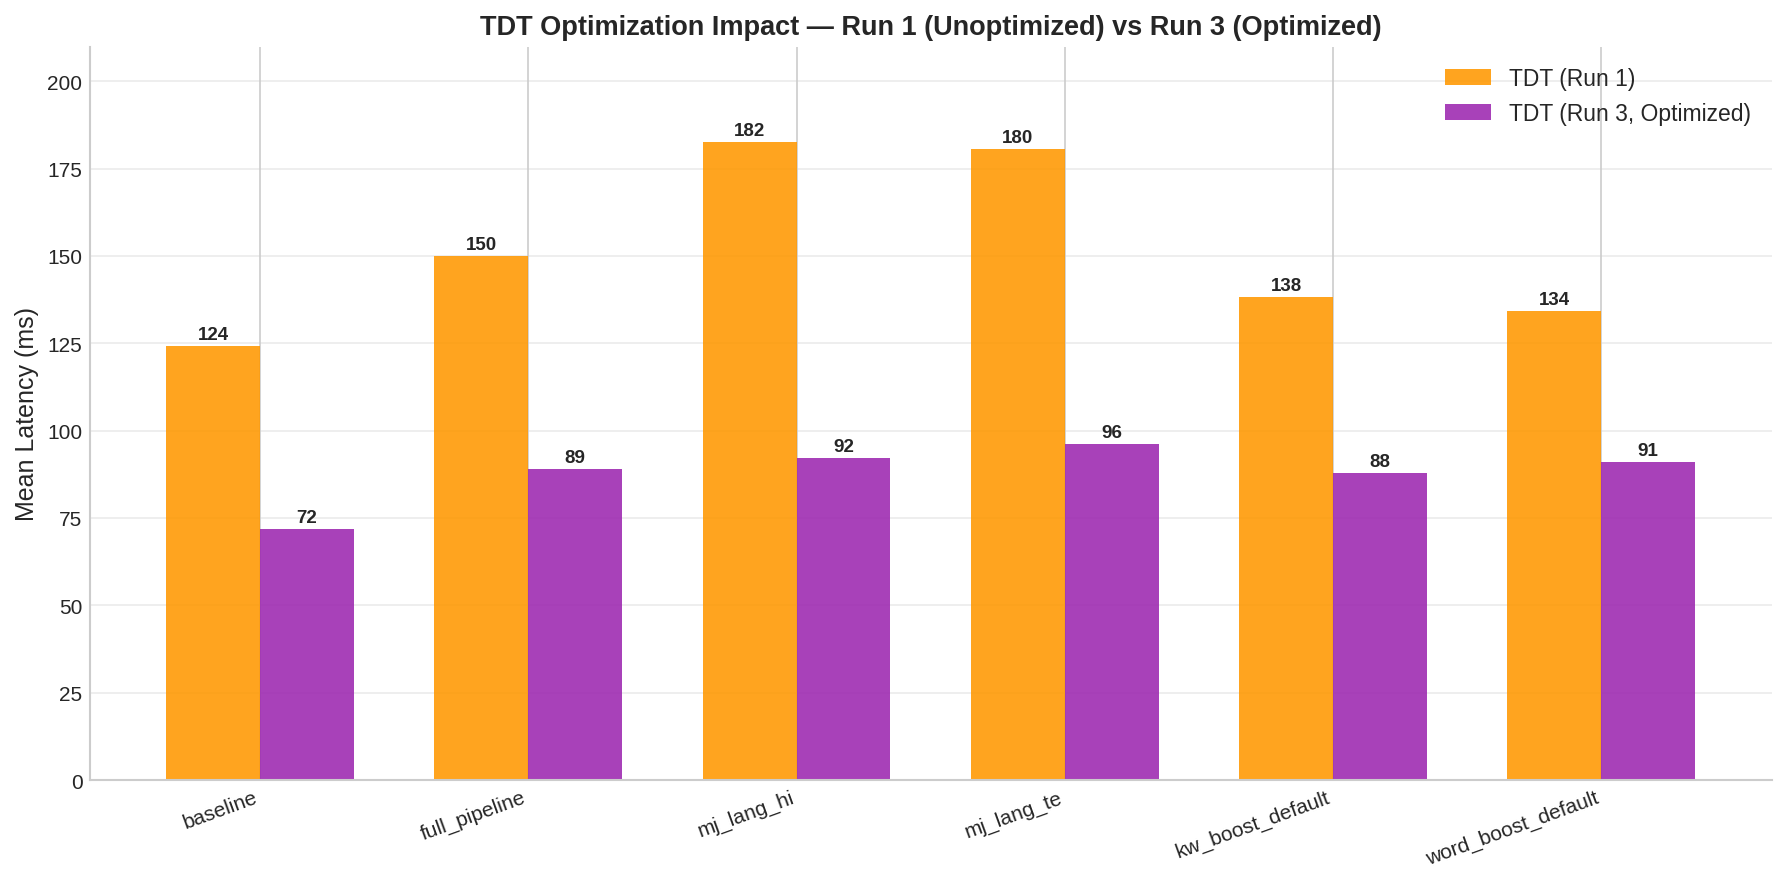 TDT Optimization Impact — Run 1 (Unoptimized) vs Run 3 (Optimized)
TDT (Run 1)
TDT (Run 3, Optimized)
Mean Latency (ms)
200
175
150
125
100
75
50
25
0
124
72
150
89
182
92
180
96
138
88
134
91
baseline
full_pipeline
mj_lang_hi
mj_lang_te
kw_boost_default
word_boost_default